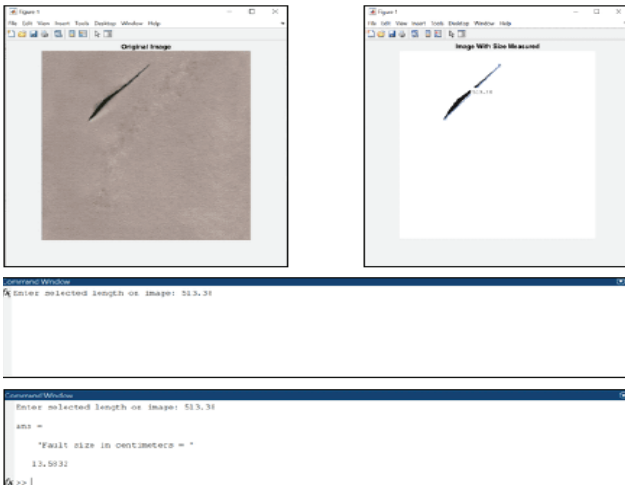 Figure 1
File Edit View Insert Tools Desktop Window Help
Original Image
Figure 1
File Edit View Insert Tools Desktop Window Help
Image With Size Measured
Command Window
fx Enter selected length on image: 513.38
Command Window
Enter selected length on image: 513.38
ans =
"Fault size in centimeters = "
13.5832
fx >>